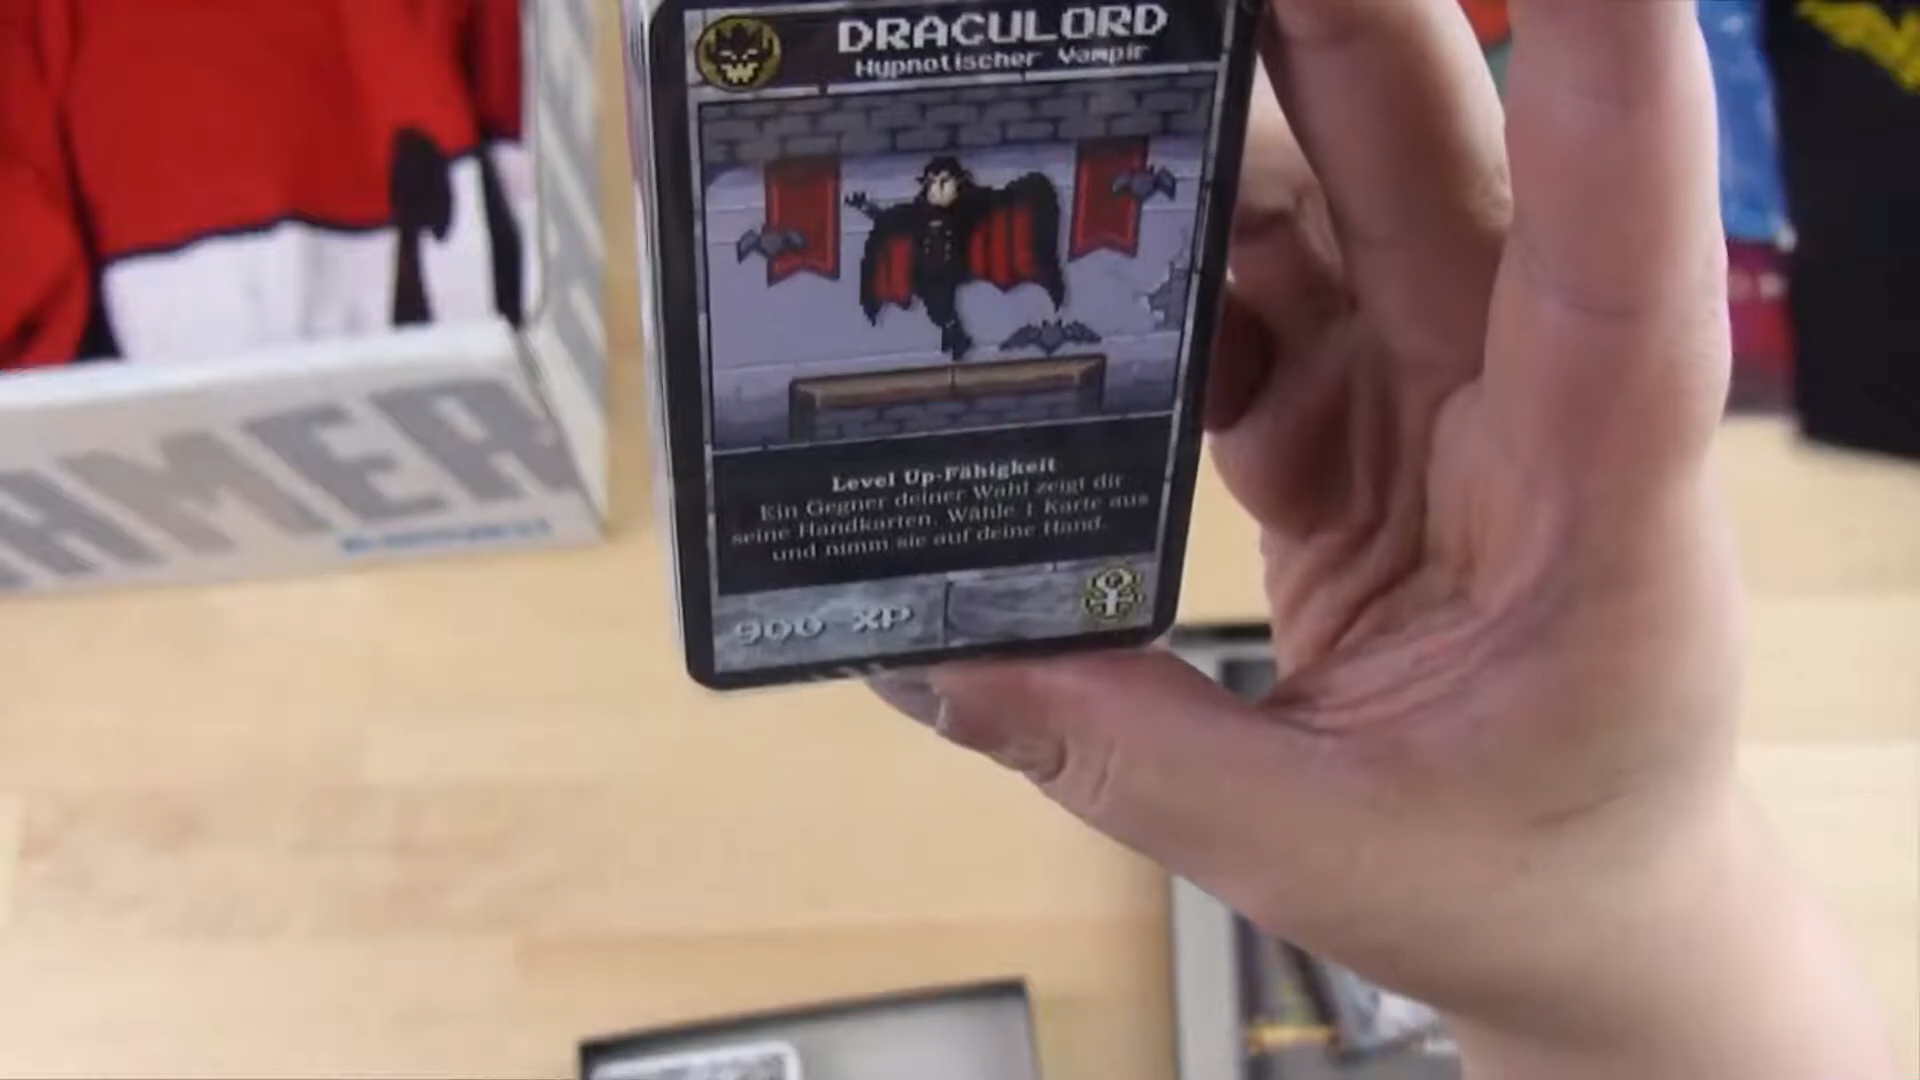 DRACULORD
Hypnotischer Vampir
Level Up-Fähigkeit
Ein Gegner deiner Wahl zeigt dir
seine Handkarten. Wähle 1 Karte aus
und nimm sie auf deine Hand.
900 XP
AMER